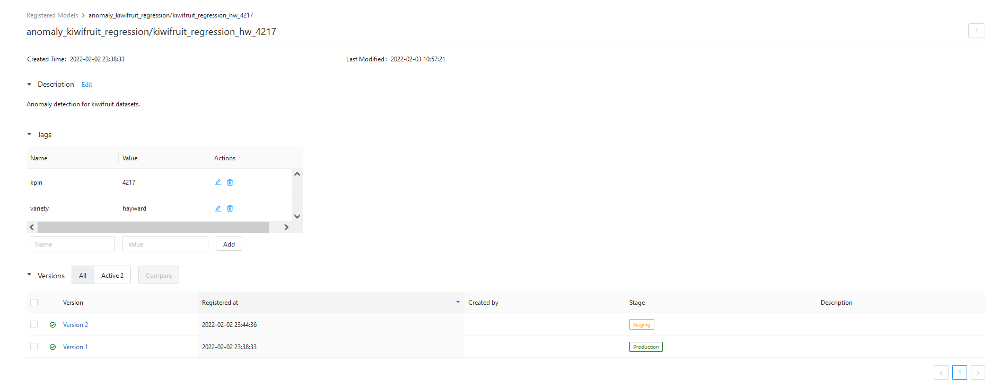 Registered Models > anomaly_kiwifruit_regression/kiwifruit_regression_hw_4217
anomaly_kiwifruit_regression/kiwifruit_regression_hw_4217
Created Time: 2022-02-02 23:38:33 Last Modified: 2022-02-03 10:57:21
Description Edit
Anomaly detection for kiwifruit datasets.
Tags
Name Value Actions
kpin 4217
variety hayward
Name Value Add
Versions All Active 2 Compare
Version Registered at Created by Stage Description
Version 2 2022-02-02 23:44:36 Staging
Version 1 2022-02-02 23:38:33 Production
< 1 >